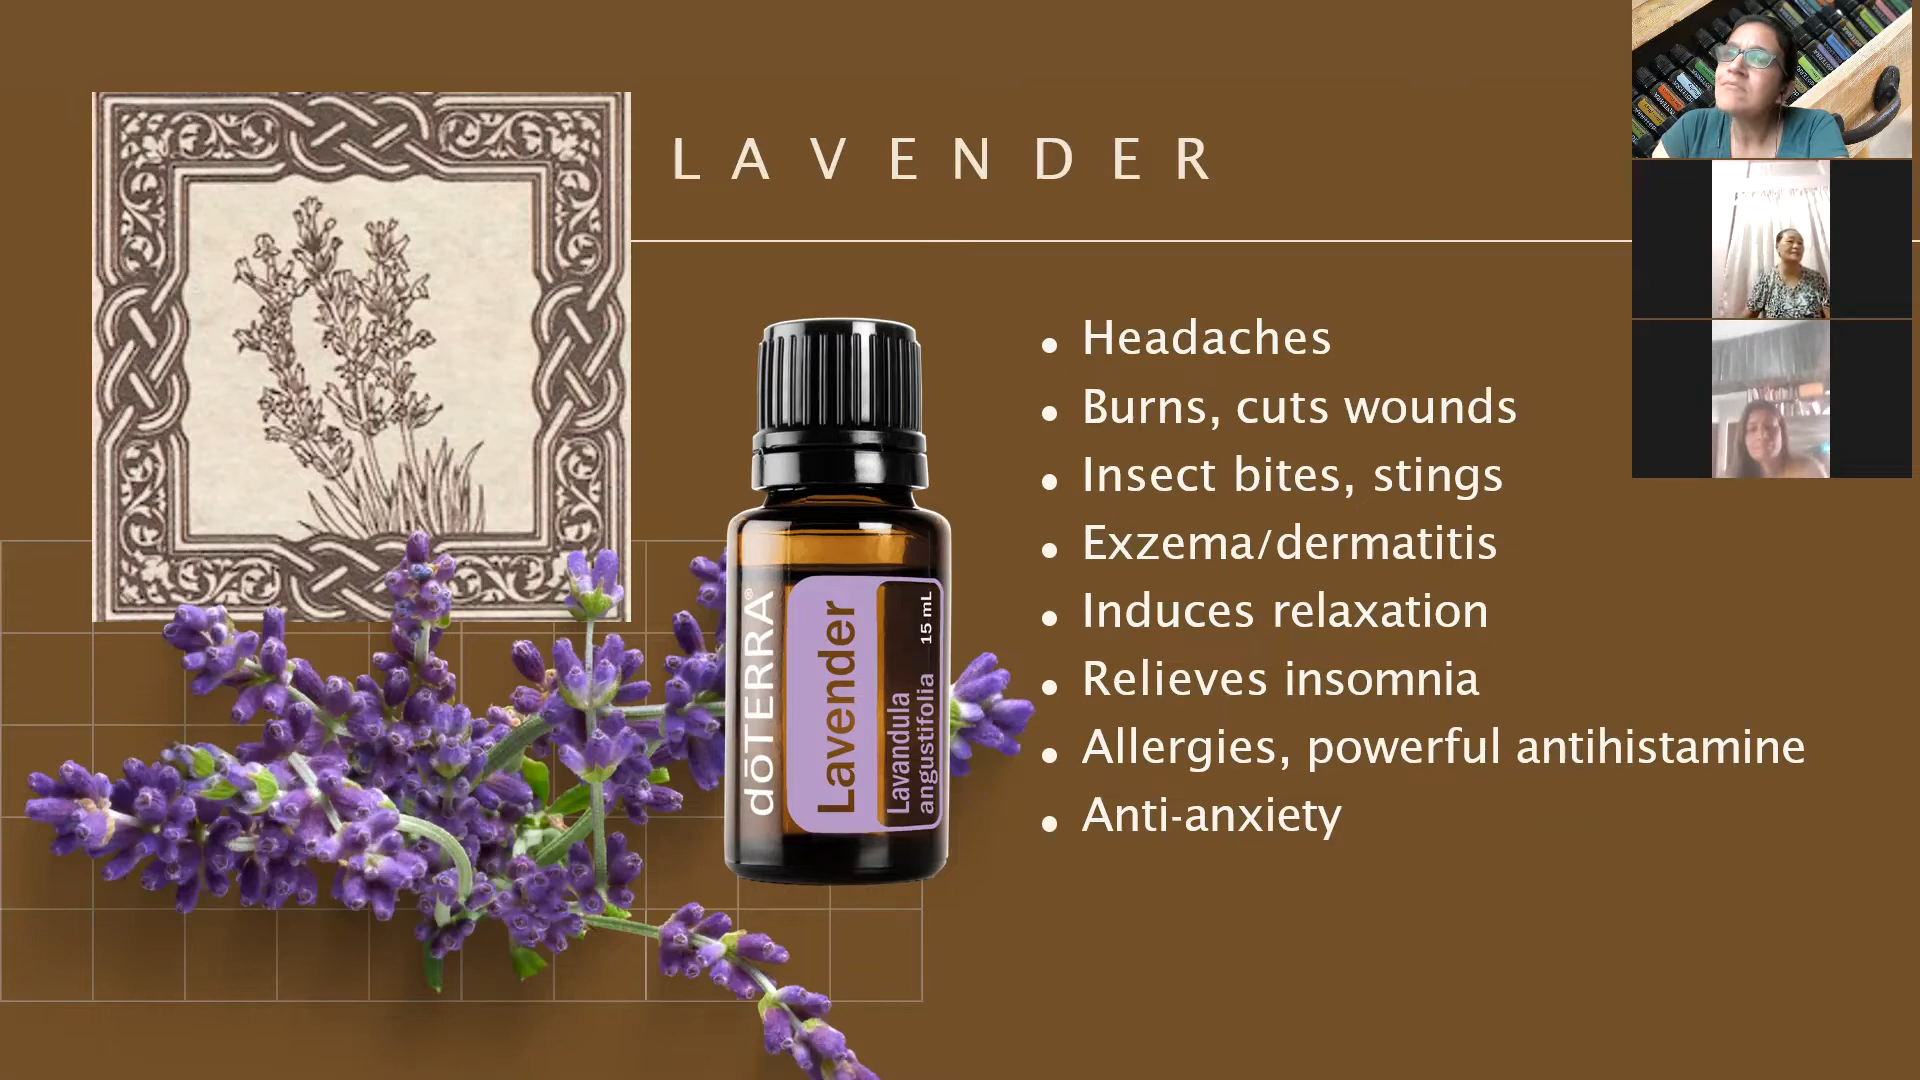 LAVENDER
Headaches
Burns, cuts wounds
Insect bites, stings
Exzema/dermatitis
Induces relaxation
Relieves insomnia
Allergies, powerful antihistamine
Anti-anxiety
dōTERRA®
Lavender
Lavandula
angustifolia 15 mL